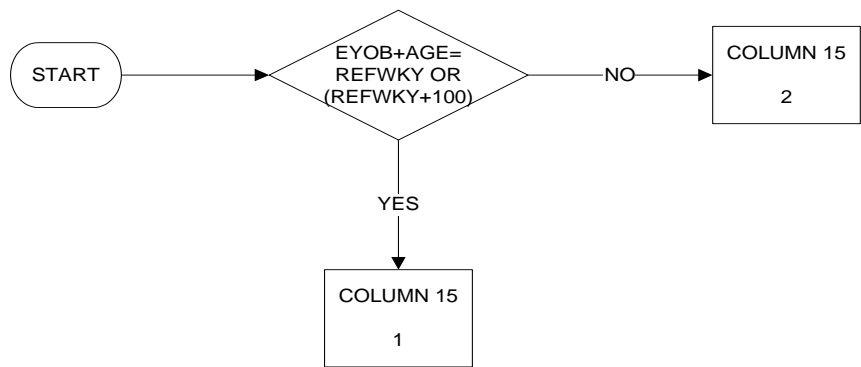 START
EYOB+AGE=
REFWKY OR
(REFWKY+100)
NO
COLUMN 15
2
YES
COLUMN 15
1